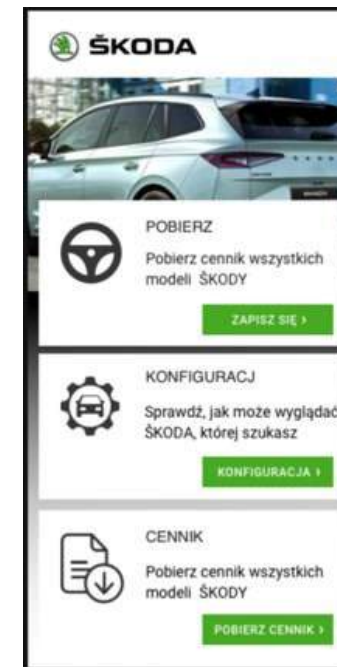 ŠKODA
POBIERZ
Pobierz cennik wszystkich
modeli ŠKODY
ZAPISZ SIĘ ›
KONFIGURACJ
Sprawdź, jak może wyglądać
ŠKODA, której szukasz
KONFIGURACJA ›
CENNIK
Pobierz cennik wszystkich
modeli ŠKODY
POBIERZ CENNIK ›